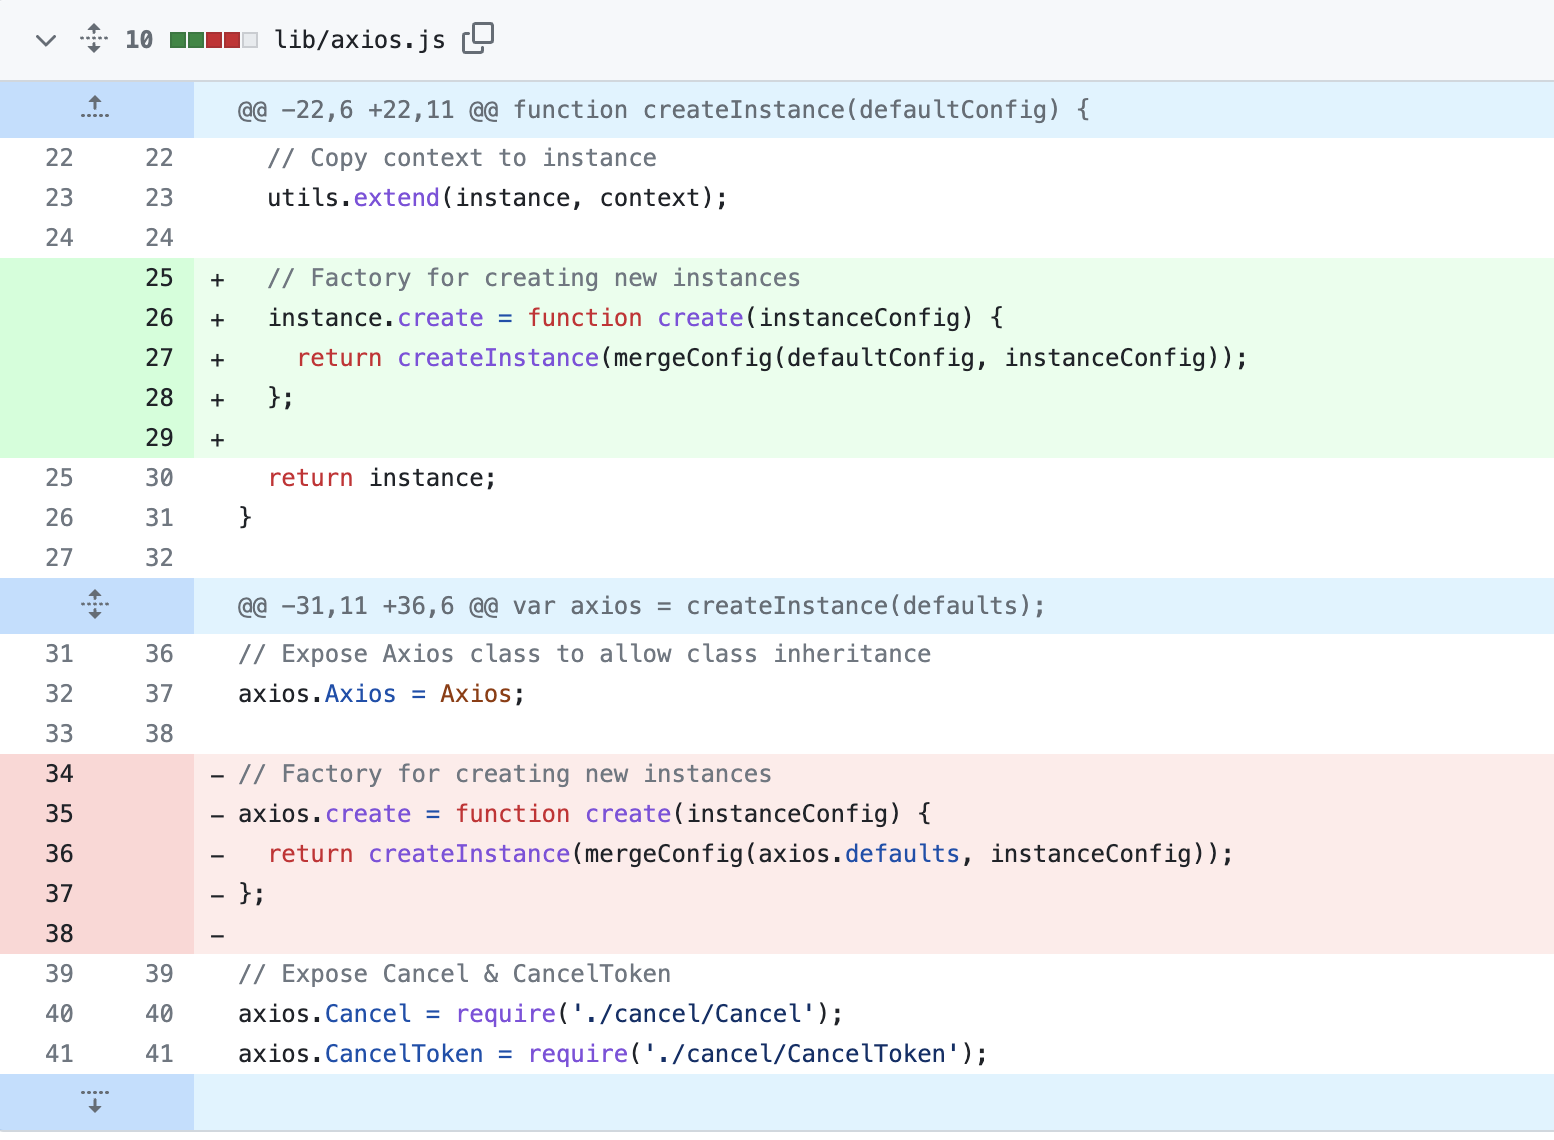 10 lib/axios.js
@@ -22,6 +22,11 @@ function createInstance(defaultConfig) {
22 22 // Copy context to instance
23 23 utils.extend(instance, context);
24 24
25 + // Factory for creating new instances
26 + instance.create = function create(instanceConfig) {
27 + return createInstance(mergeConfig(defaultConfig, instanceConfig));
28 + };
29 +
25 30 return instance;
26 31 }
27 32
@@ -31,11 +36,6 @@ var axios = createInstance(defaults);
31 36 // Expose Axios class to allow class inheritance
32 37 axios.Axios = Axios;
33 38
34 - // Factory for creating new instances
35 - axios.create = function create(instanceConfig) {
36 - return createInstance(mergeConfig(axios.defaults, instanceConfig));
37 - };
38 -
39 39 // Expose Cancel & CancelToken
40 40 axios.Cancel = require('./cancel/Cancel');
41 41 axios.CancelToken = require('./cancel/CancelToken');